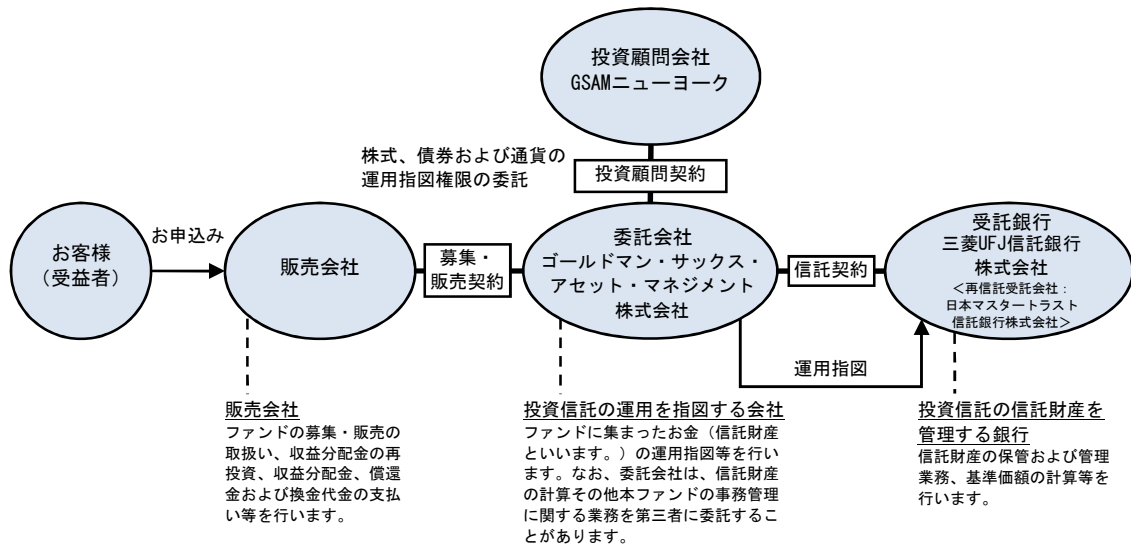 投資顧問会社
GSAMニューヨーク
株式、債券および通貨の
運用指図権限の委託
投資顧問契約
お客様
（受益者）
お申込み
販売会社
募集・
販売契約
委託会社
ゴールドマン・サックス・
アセット・マネジメント
株式会社
信託契約
受託銀行
三菱UFJ信託銀行
株式会社
＜再信託受託会社：
日本マスタートラスト
信託銀行株式会社＞
運用指図
販売会社
ファンドの募集・販売の
取扱い、収益分配金の再
投資、収益分配金、償還
金および換金代金の支払
い等を行います。
投資信託の運用を指図する会社
ファンドに集まったお金（信託財産
といいます。）の運用指図等を行い
ます。なお、委託会社は、信託財産
の計算その他本ファンドの事務管理
に関する業務を第三者に委託するこ
とがあります。
投資信託の信託財産を
管理する銀行
信託財産の保管および管理
業務、基準価額の計算等を
行います。